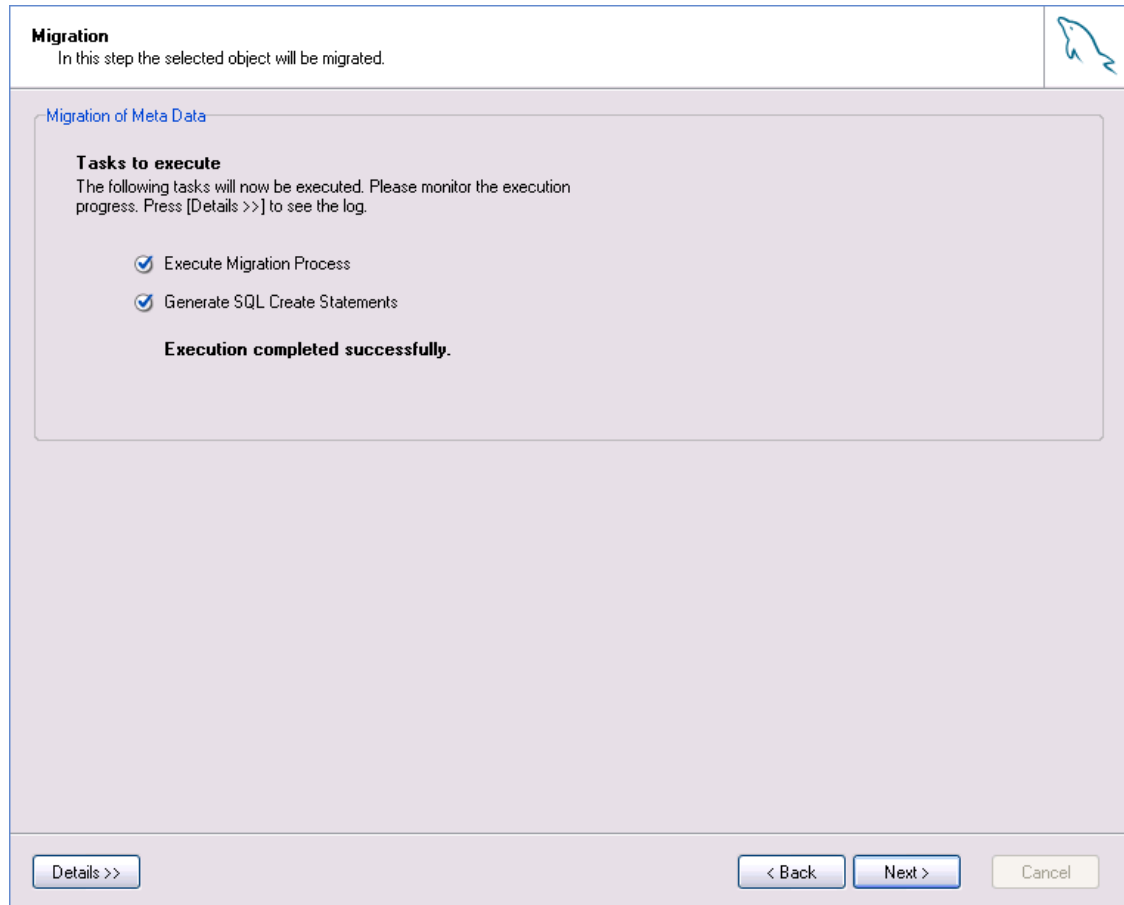 Migration
In this step the selected object will be migrated.
Migration of Meta Data
Tasks to execute
The following tasks will now be executed. Please monitor the execution
progress. Press [Details >>] to see the log.
Execute Migration Process
Generate SQL Create Statements
Execution completed successfully.
Details >>
< Back
Next >
Cancel